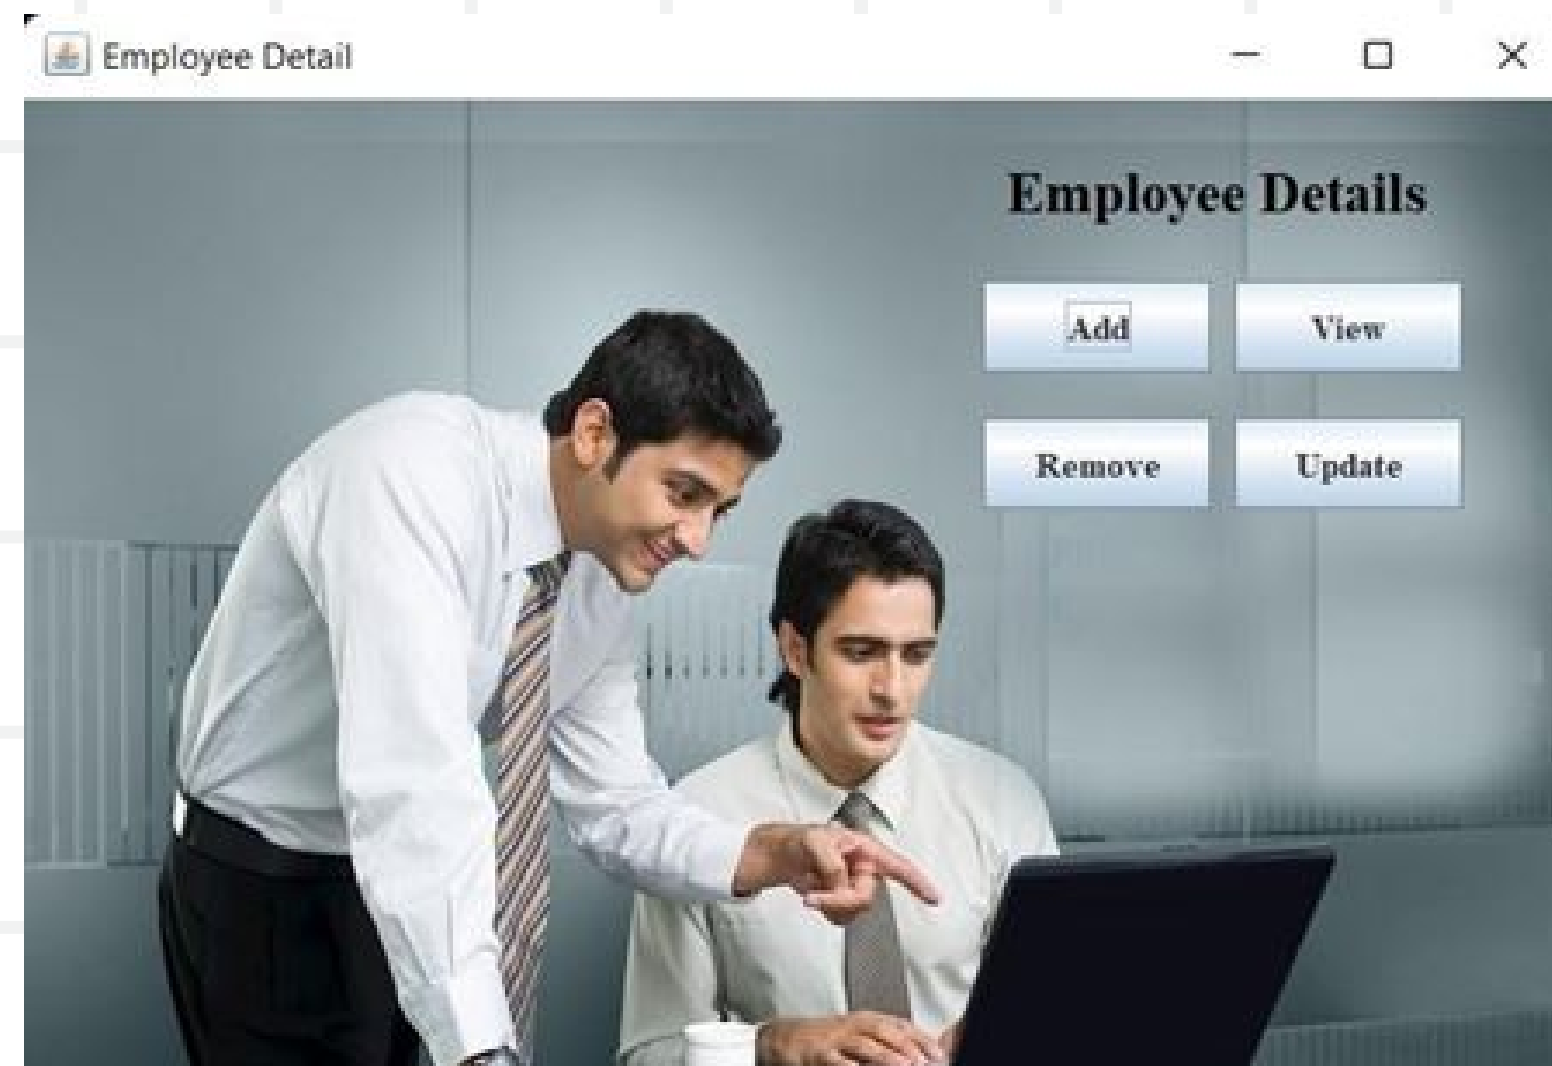 Employee Detail
Employee Details
Add View
Remove Update